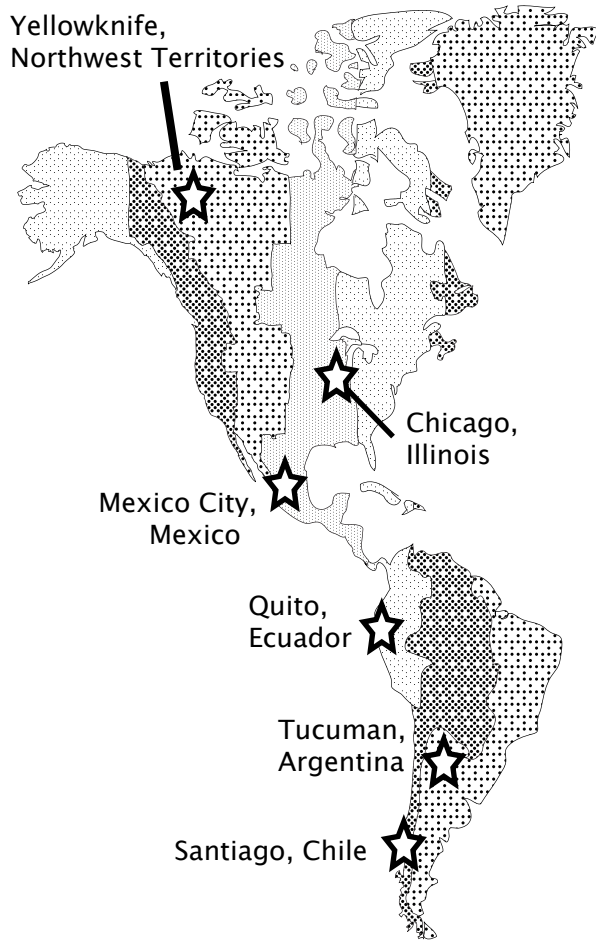 Yellowknife,
Northwest Territories
Chicago,
Illinois
Mexico City,
Mexico
Quito,
Ecuador
Tucuman,
Argentina
Santiago, Chile